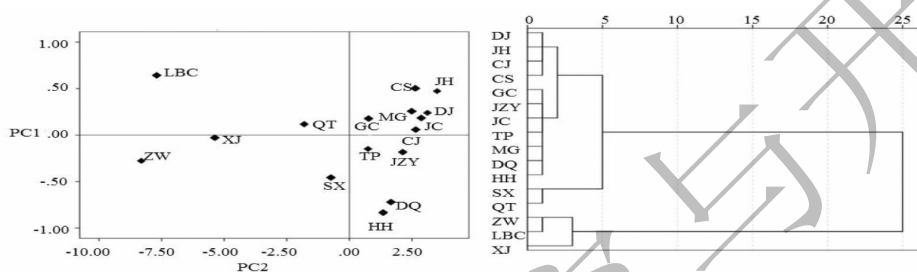 1.00
.50
PC1 .00
-.50
-1.00
-10.00 -7.50 -5.00 -2.50 .00 2.50
PC2
LBC
CS
JH
MG
DJ
GC
JC
QT
XJ
CJ
TP
JZY
ZW
SX
DQ
HH
0 5 10 15 20 25
DJ
JH
CJ
CS
GC
JZY
JC
TP
MG
DQ
HH
SX
QT
ZW
LBC
XJ
与